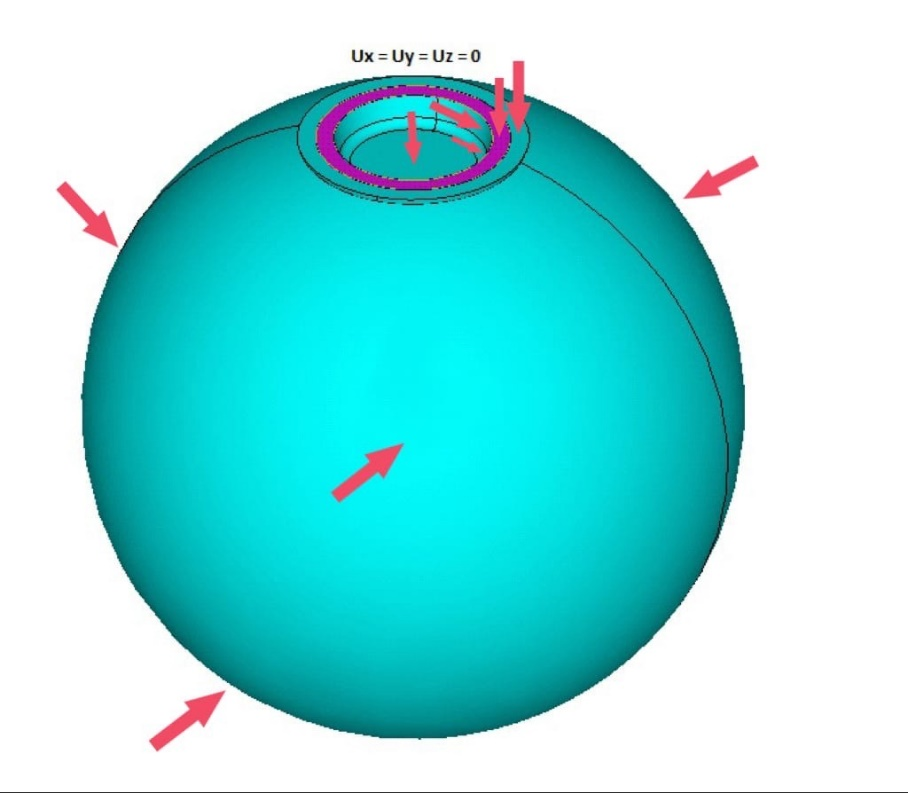 Ux = Uy = Uz = 0